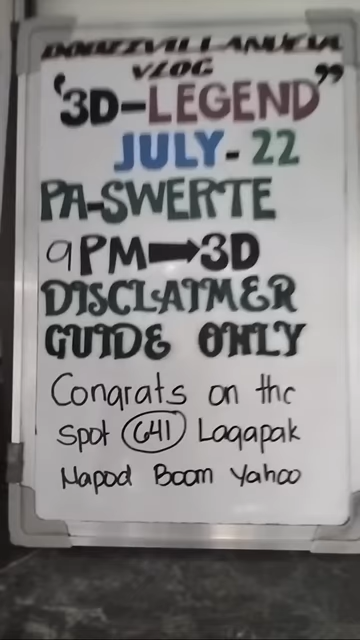 DODZZVILLANUEVA
VLOG
"3D-LEGEND"
JULY-22
PA-SWERTE
9PM➡3D
DISCLAIMER
GUIDE ONLY
Congrats on the
spot 641 Lagapak
Napod Boom Yahoo